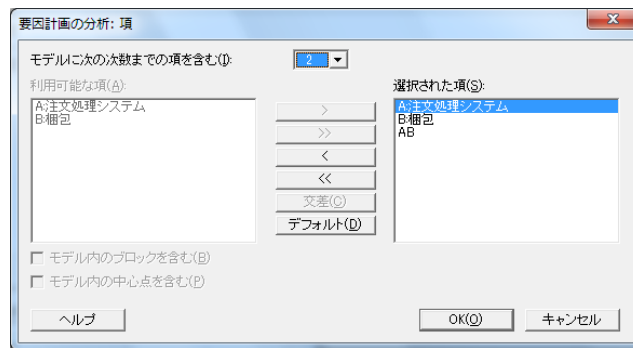 要因計画の分析: 項
モデルに次の次数までの項を含む(I):
2
利用可能な項(A):
選択された項(S):
A:注文処理システム
B:梱包
>
>>
<
<<
交差(C)
デフォルト(D)
A:注文処理システム
B:梱包
AB
モデル内のブロックを含む(B)
モデル内の中心点を含む(P)
ヘルプ
OK(O)
キャンセル